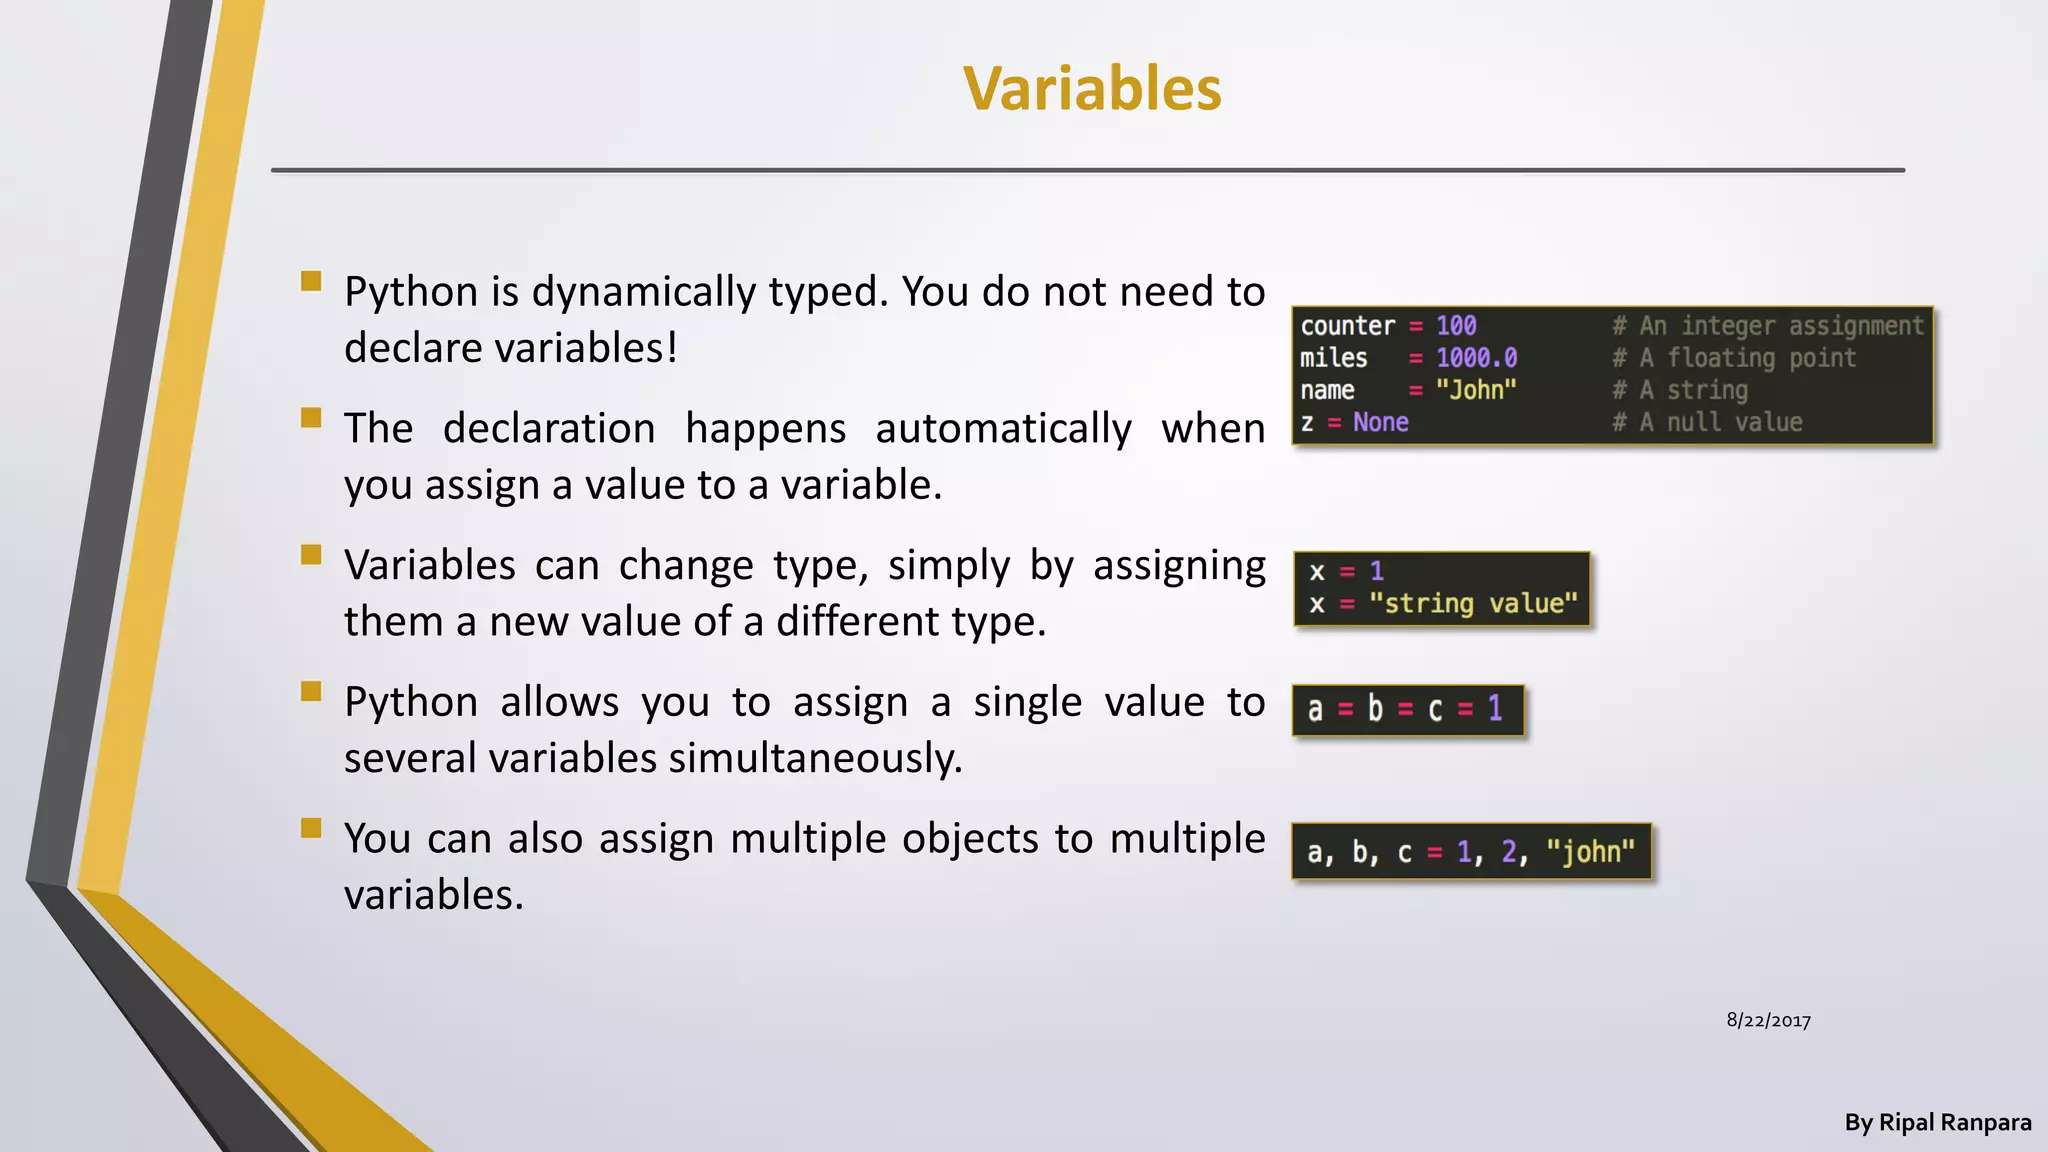 Variables
Python is dynamically typed. You do not need to
declare variables!
The declaration happens automatically when
you assign a value to a variable.
Variables can change type, simply by assigning
them a new value of a different type.
Python allows you to assign a single value to
several variables simultaneously.
You can also assign multiple objects to multiple
variables.
counter = 100 # An integer assignment
miles = 1000.0 # A floating point
name = "John" # A string
z = None # A null value
x = 1
x = "string value"
a = b = c = 1
a, b, c = 1, 2, "john"
8/22/2017
By Ripal Ranpara